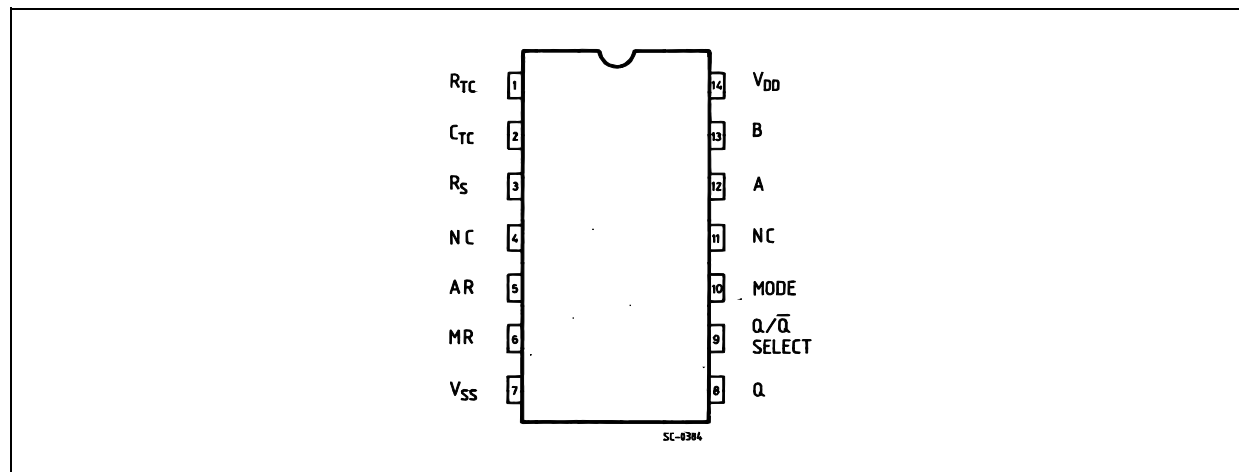 R_TC 1 14 V_DD
C_TC 2 13 B
R_S 3 12 A
NC 4 11 NC
AR 5 10 MODE
MR 6 9 Q/Q̅
SELECT
V_SS 7 8 Q
SC-0384